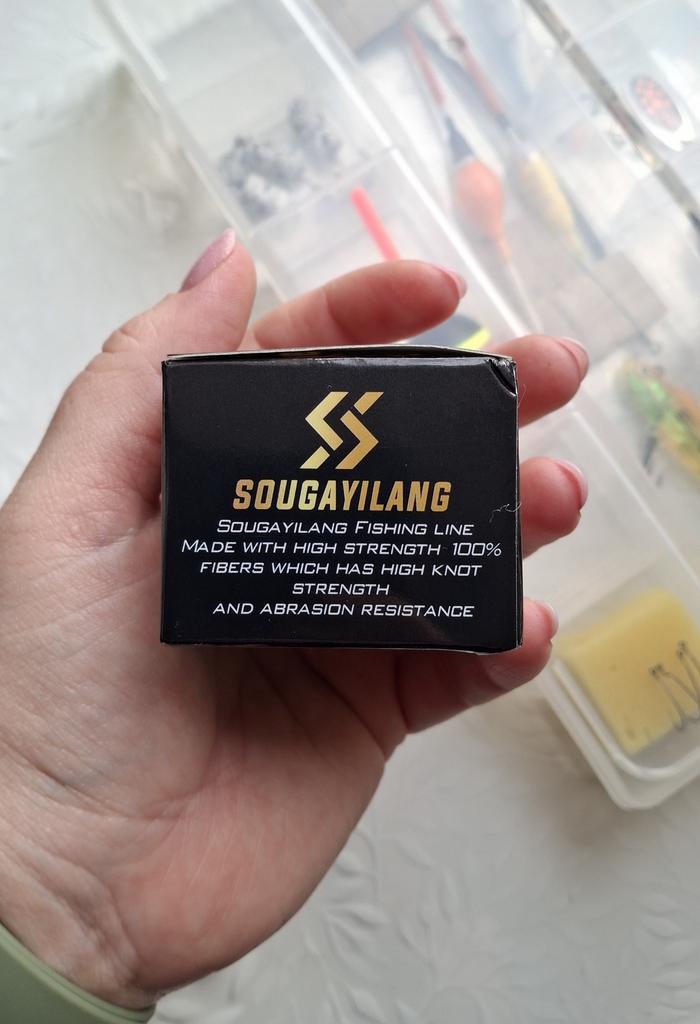 SOUGAYILANG
SOUGAYILANG FISHING LINE
MADE WITH HIGH STRENGTH 100%
FIBERS WHICH HAS HIGH KNOT
STRENGTH
AND ABRASION RESISTANCE